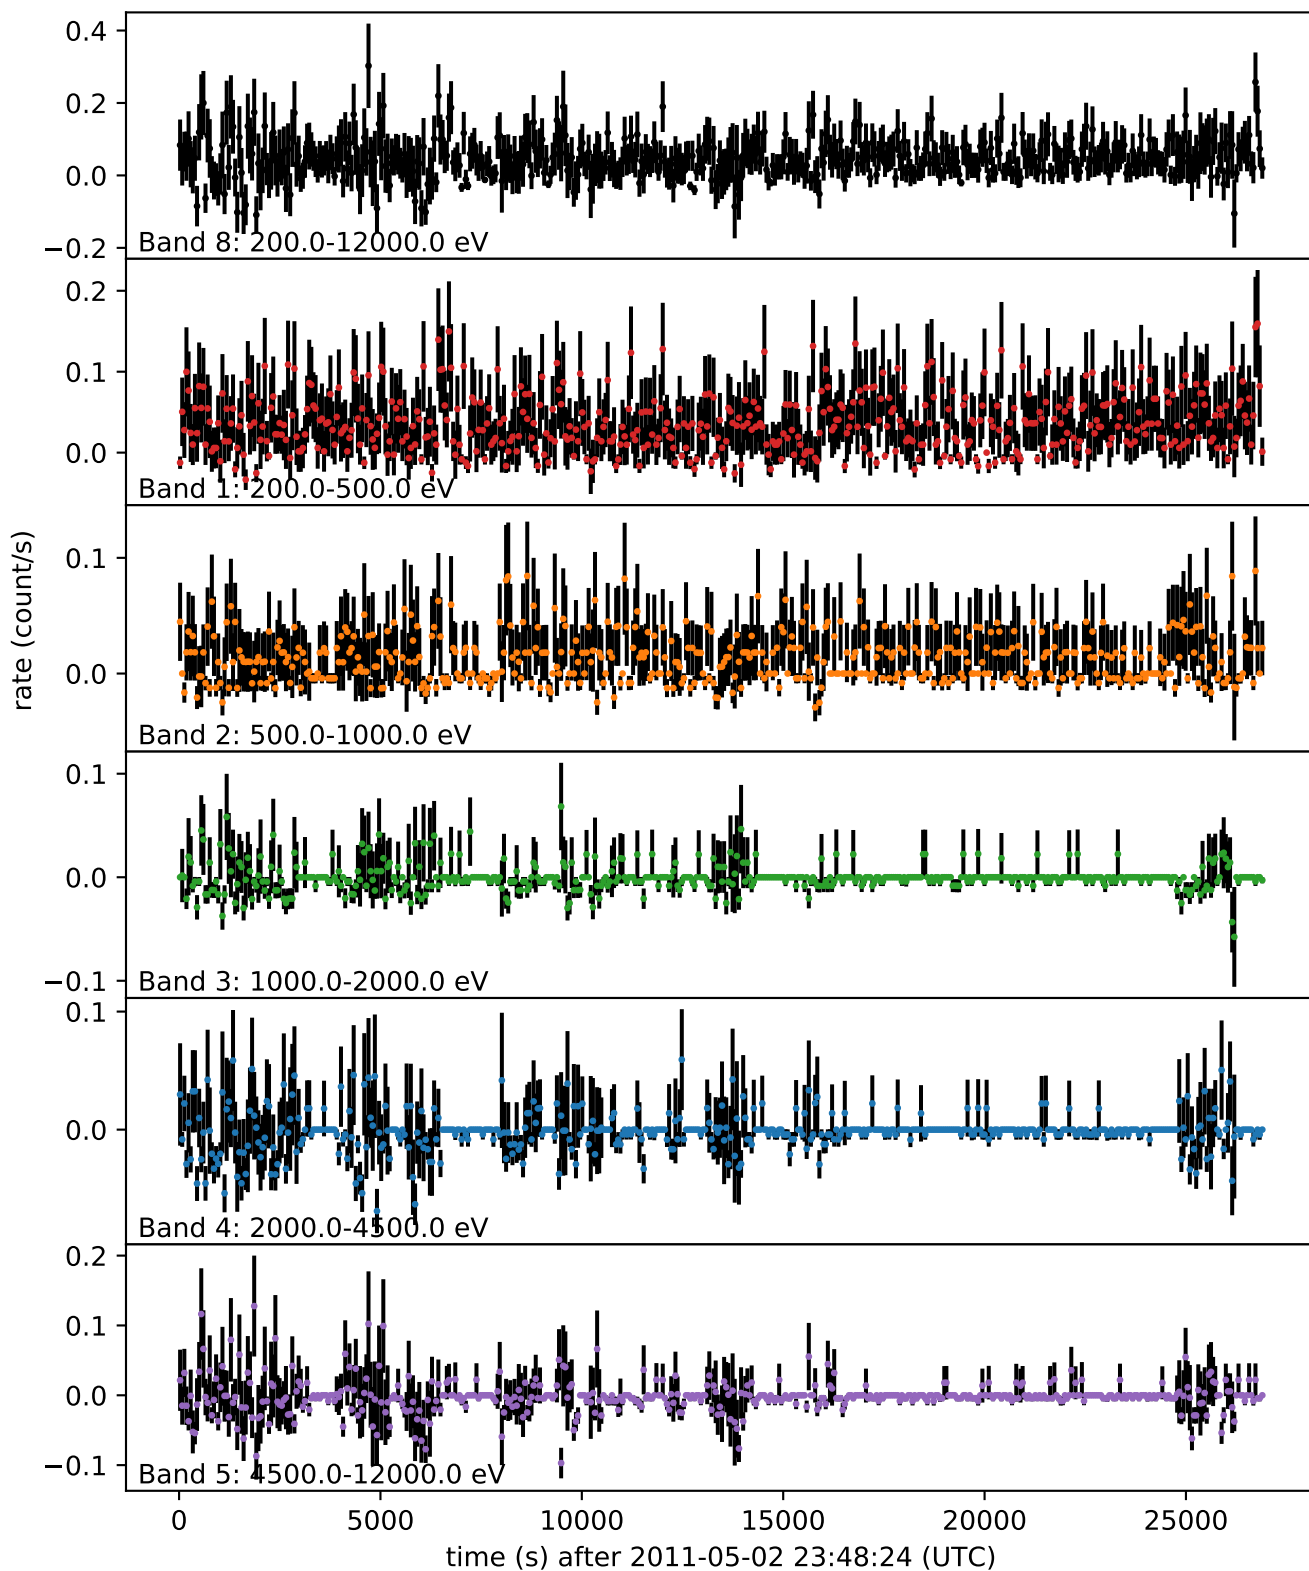 0.4
0.2
0.0
−0.2
Band 8: 200.0-12000.0 eV
0.2
0.1
0.0
Band 1: 200.0-500.0 eV
0.1
0.0
Band 2: 500.0-1000.0 eV
rate (count/s)
0.1
0.0
−0.1
Band 3: 1000.0-2000.0 eV
0.1
0.0
Band 4: 2000.0-4500.0 eV
0.2
0.1
0.0
−0.1
Band 5: 4500.0-12000.0 eV
0 5000 10000 15000 20000 25000
time (s) after 2011-05-02 23:48:24 (UTC)